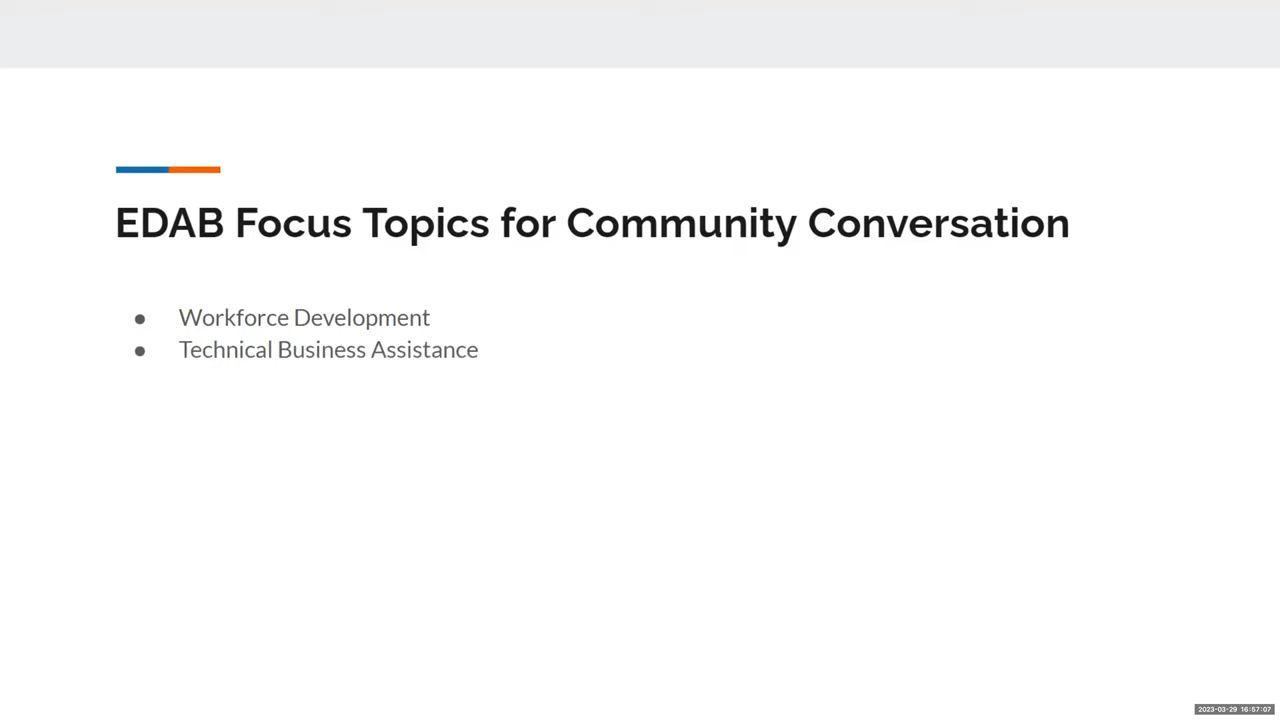 EDAB Focus Topics for Community Conversation
● Workforce Development
● Technical Business Assistance
2023-03-29 16:57:07